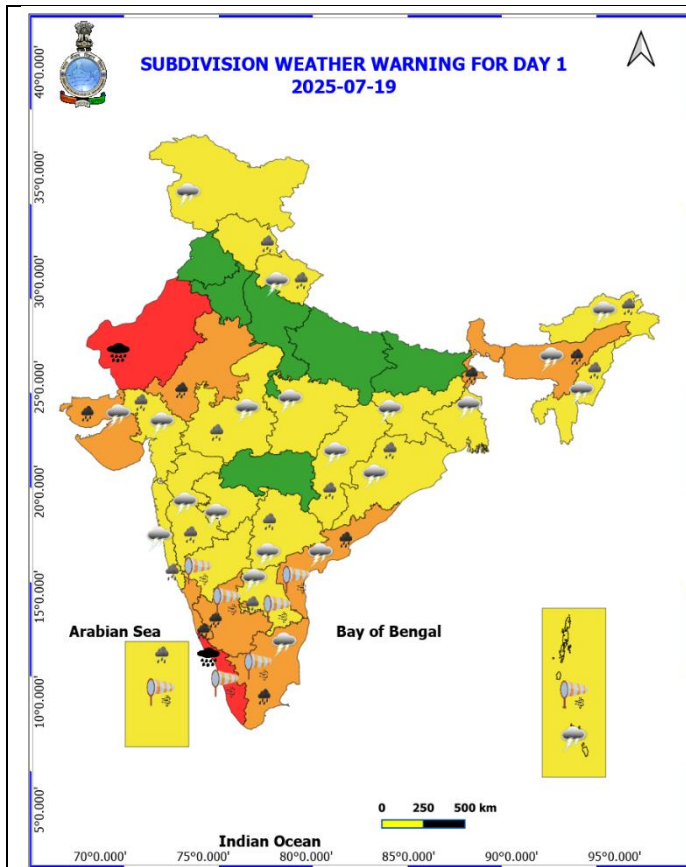 SUBDIVISION WEATHER WARNING FOR DAY 1
2025-07-19
40°0.000'
35°0.000'
30°0.000'
25°0.000'
20°0.000'
15°0.000'
10°0.000'
5°0.000'
Arabian Sea
Bay of Bengal
0 250 500 km
Indian Ocean
70°0.000' 75°0.000' 80°0.000' 85°0.000' 90°0.000' 95°0.000'